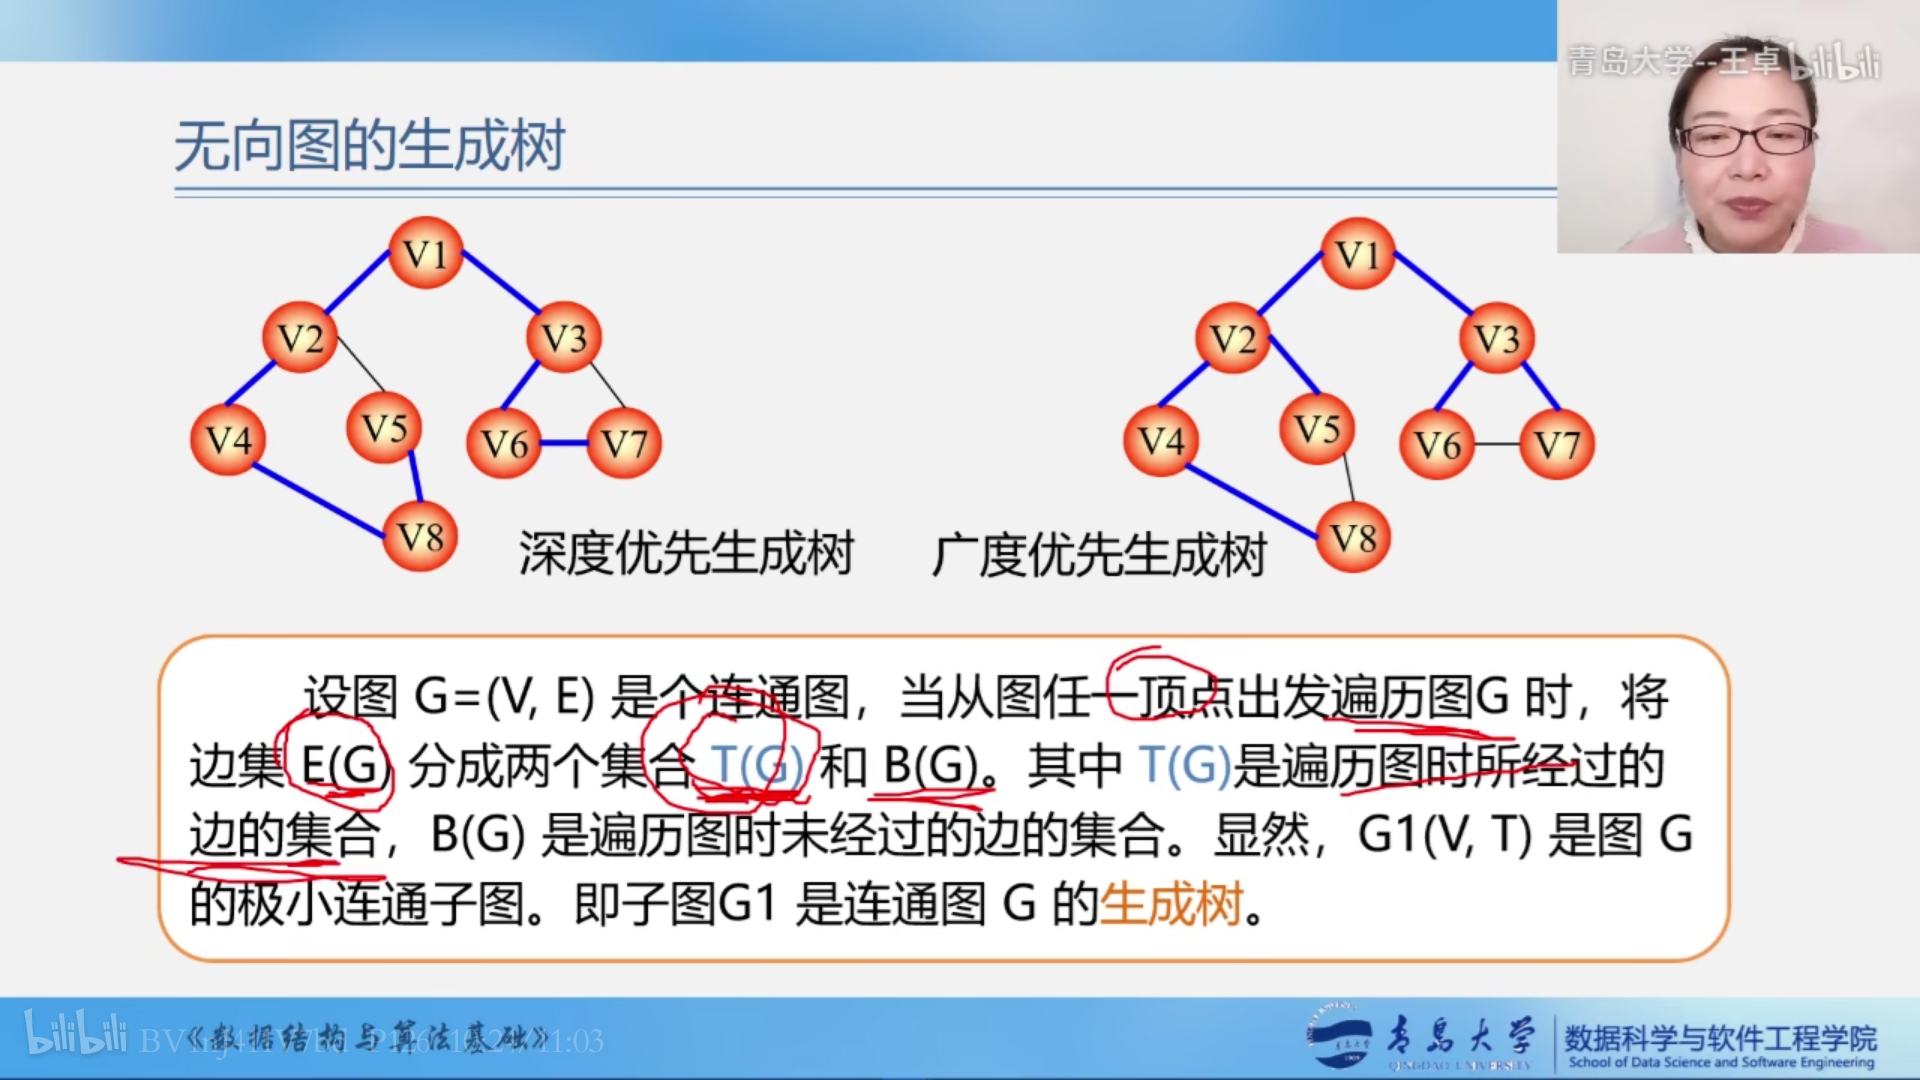 青岛大学--王卓 bilibili
无向图的生成树
V1
V2
V3
V4
V5
V6
V7
V8
深度优先生成树
V1
V2
V3
V4
V5
V6
V7
V8
广度优先生成树
设图 G=(V, E) 是个连通图，当从图任一顶点出发遍历图G 时，将
边集 E(G) 分成两个集合 T(G) 和 B(G)。其中 T(G)是遍历图时所经过的
边的集合，B(G) 是遍历图时未经过的边的集合。显然，G1(V, T) 是图 G
的极小连通子图。即子图G1 是连通图 G 的生成树。
bilibili
《数据结构与算法基础》
11:03
青岛大学
QINGDAO UNIVERSITY
数据科学与软件工程学院
School of Data Science and Software Engineering